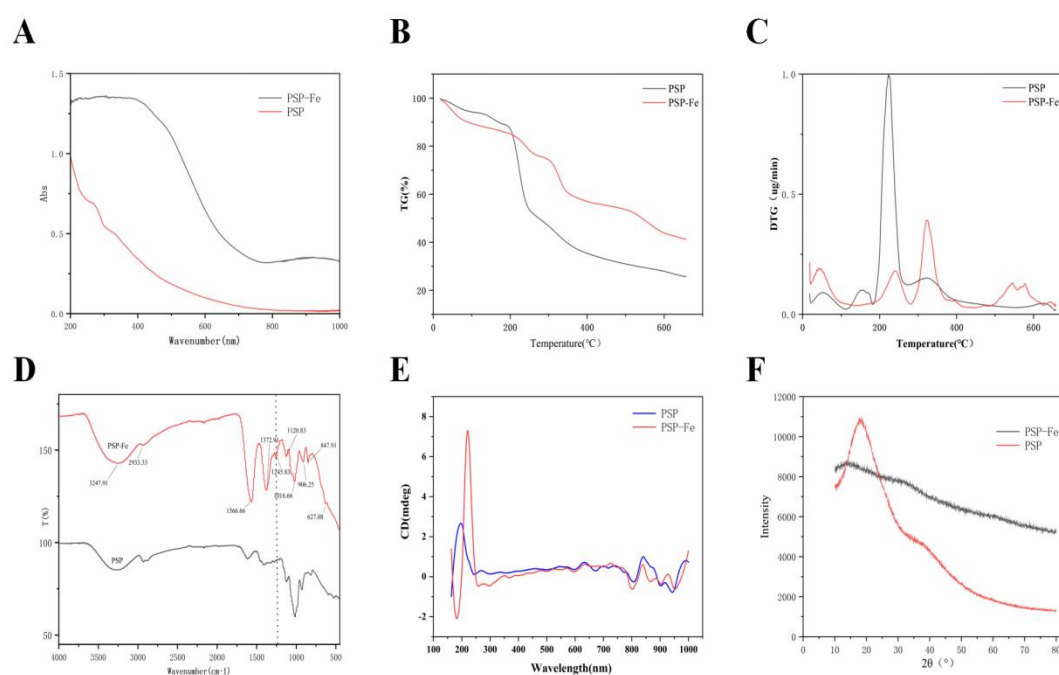 A
1.5
1.0
0.5
0.0
Abs
PSP-Fe
PSP
200
400
600
800
1000
Wavenumber(nm)
B
100
80
60
40
20
TG(%)
PSP
PSP-Fe
0
200
400
600
Temperature(℃)
C
1.0
0.5
0.0
DTG (ug/min)
PSP
PSP-Fe
200
400
600
Temperature(℃)
D
150
100
50
T(%)
PSP-Fe
3247.91
2933.33
1566.66
1372.91
1245.83
1120.83
1016.66
906.25
847.91
627.08
PSP
4000
3500
3000
2500
2000
1500
1000
500
Wavenumber(cm-1)
E
8
6
4
2
0
-2
CD(mdeg)
PSP
PSP-Fe
100
200
300
400
500
600
700
800
900
1000
Wavelength(nm)
F
14000
12000
10000
8000
6000
4000
2000
0
Intensity
PSP-Fe
PSP
0
10
20
30
40
50
60
70
80
2θ (°)